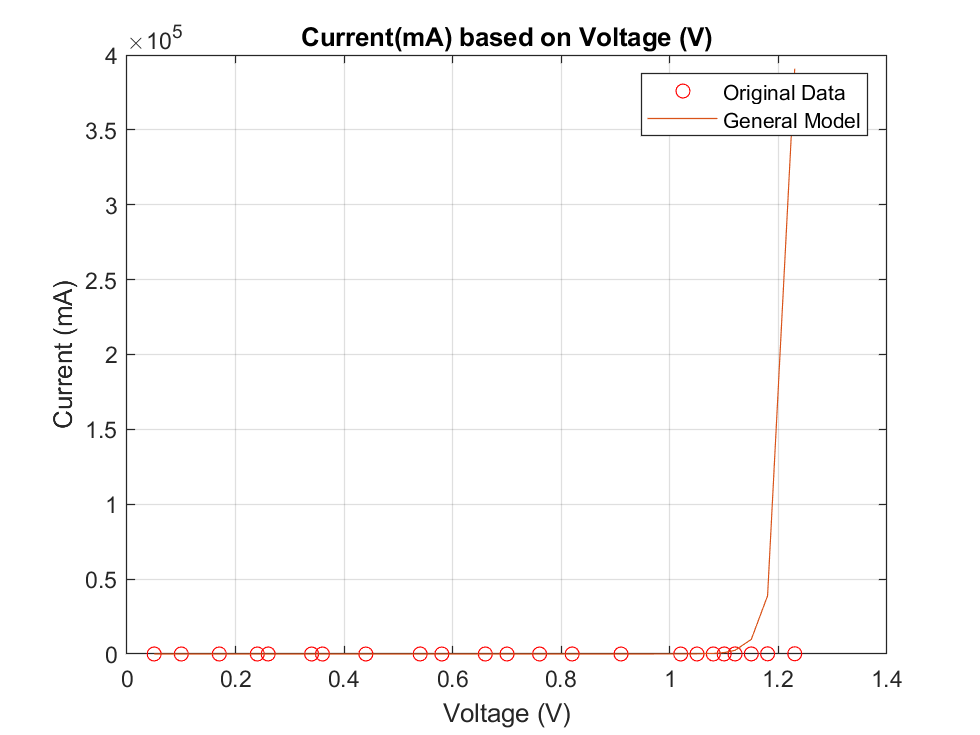 Current(mA) based on Voltage (V)
×10^5
4
3.5
3
2.5
2
1.5
1
0.5
0
Current (mA)
Original Data
General Model
0 0.2 0.4 0.6 0.8 1 1.2 1.4
Voltage (V)